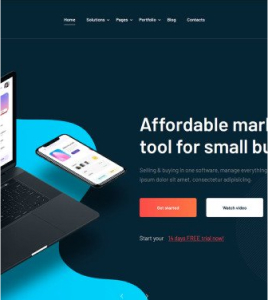 Home Solutions Pages Portfolio Blog Contacts
Affordable mark
tool for small bu
Selling & buying in one software, manage everything
ipsum dolor sit amet, consectetur adipisicing
Get started Watch video
Start your 14 days FREE trial now!